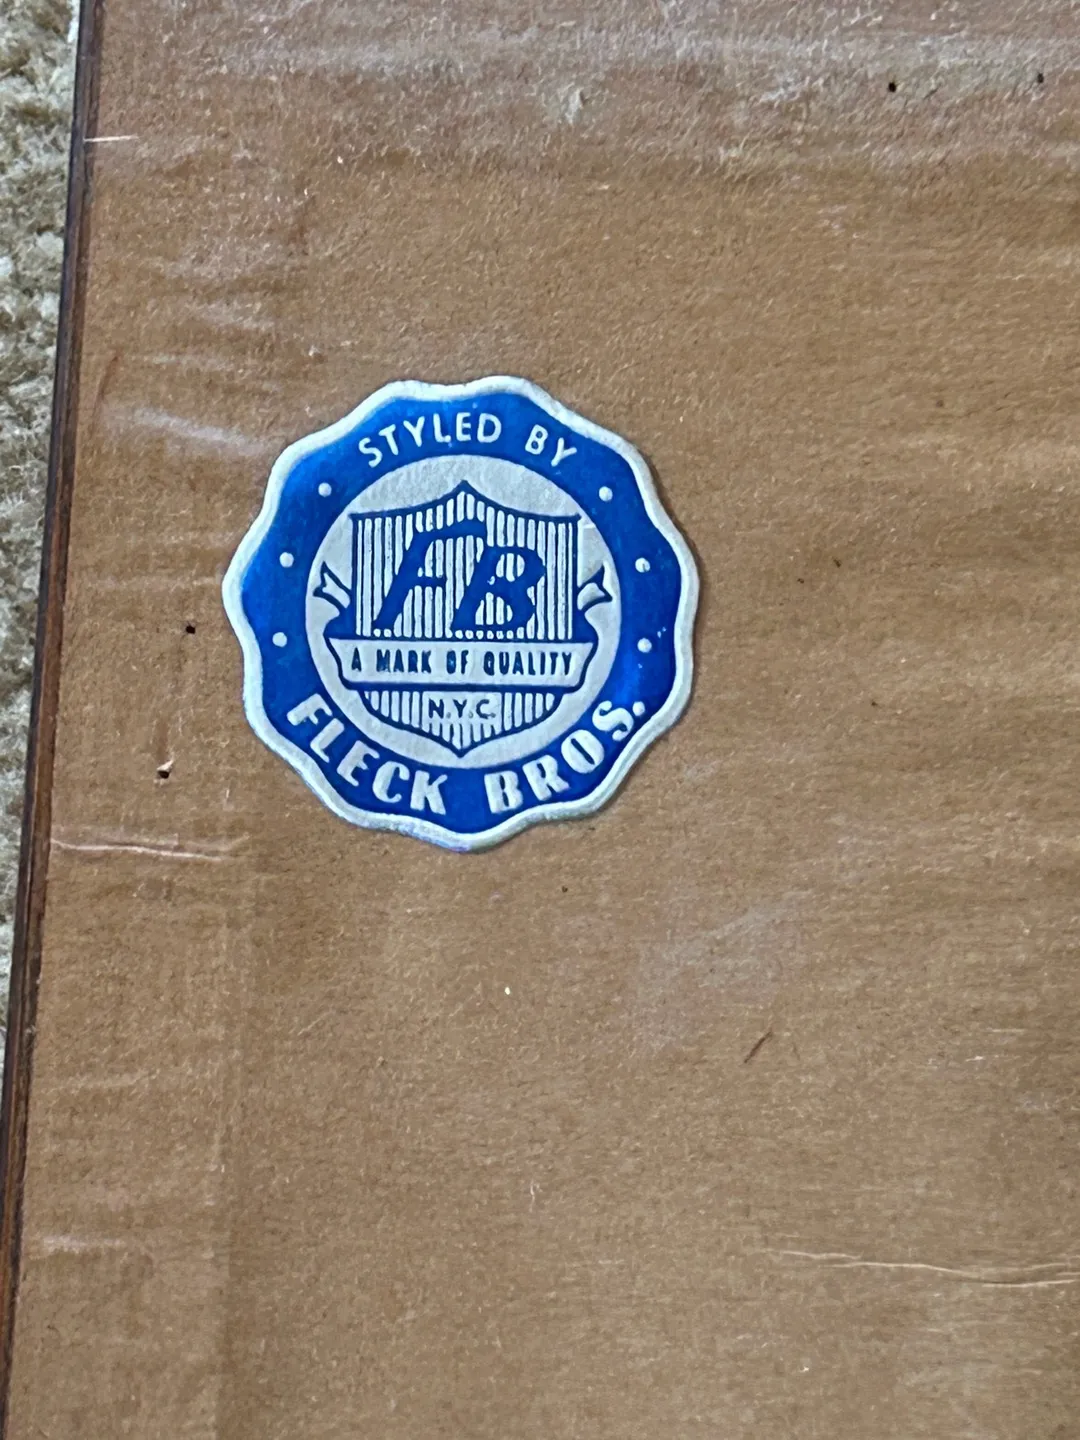 STYLED BY
FB
A MARK OF QUALITY
N.Y.C.
FLECK BROS.